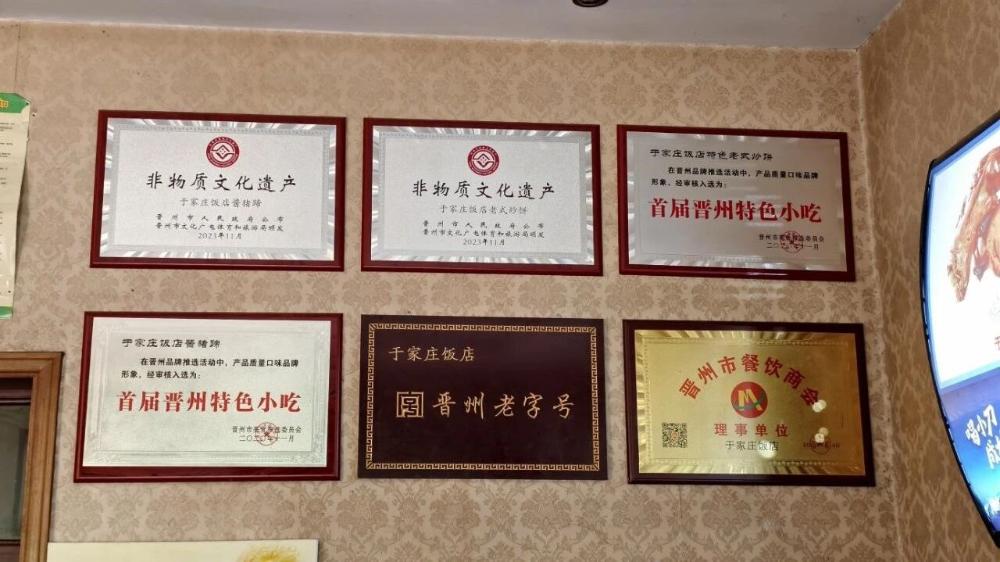 非物质文化遗产
于家庄饭店酱猪蹄
晋州市人民政府公布
晋州市文化广电体育和旅游局颁发
2023年11月
非物质文化遗产
于家庄饭店老式炒饼
晋州市人民政府公布
晋州市文化广电体育和旅游局颁发
2023年11月
于家庄饭店特色老式炒饼
在晋州品牌推选活动中，产品质量口味品牌
形象，经审核入选为：
首届晋州特色小吃
于家庄饭店酱猪蹄
在晋州品牌推选活动中，产品质量口味品牌
形象，经审核入选为：
首届晋州特色小吃
于家庄饭店
晋州老字号
晋州市餐饮商会
理事单位
于家庄饭店
喝小刀